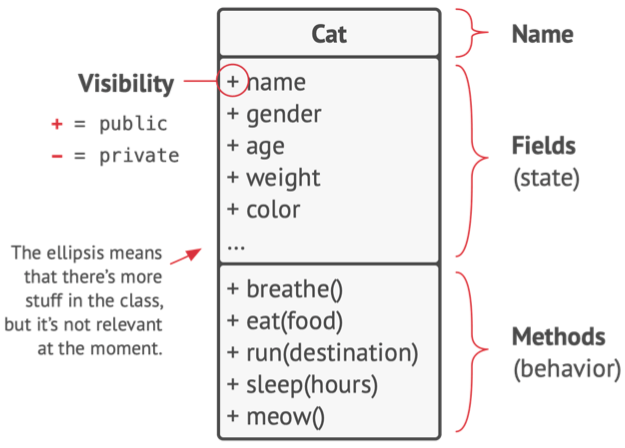 Cat
Name
Visibility
+ = public
– = private
+ name
+ gender
+ age
+ weight
+ color
...
Fields
(state)
The ellipsis means
that there's more
stuff in the class,
but it's not relevant
at the moment.
+ breathe()
+ eat(food)
+ run(destination)
+ sleep(hours)
+ meow()
Methods
(behavior)